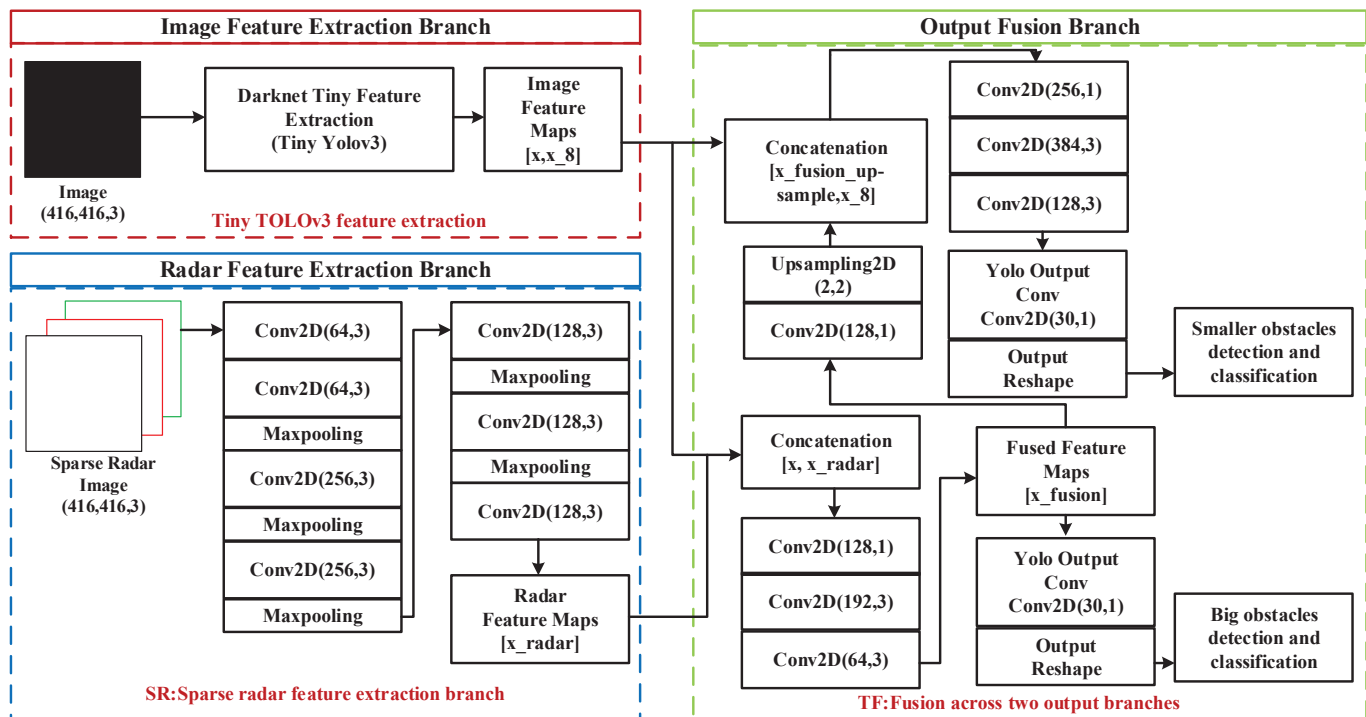 Image Feature Extraction Branch
Darknet Tiny Feature
Extraction
(Tiny Yolov3)
Image
Feature
Maps
[x,x_8]
Image
(416,416,3)
Tiny TOLOv3 feature extraction
Radar Feature Extraction Branch
Sparse Radar
Image
(416,416,3)
Conv2D(64,3)
Conv2D(64,3)
Maxpooling
Conv2D(256,3)
Maxpooling
Conv2D(256,3)
Maxpooling
Conv2D(128,3)
Maxpooling
Conv2D(128,3)
Maxpooling
Conv2D(128,3)
Radar
Feature Maps
[x_radar]
SR:Sparse radar feature extraction branch
Output Fusion Branch
Concatenation
[x_fusion_up-
sample,x_8]
Upsampling2D
(2,2)
Conv2D(128,1)
Conv2D(256,1)
Conv2D(384,3)
Conv2D(128,3)
Yolo Output
Conv
Conv2D(30,1)
Output
Reshape
Smaller obstacles
detection and
classification
Concatenation
[x, x_radar]
Conv2D(128,1)
Conv2D(192,3)
Conv2D(64,3)
Fused Feature
Maps
[x_fusion]
Yolo Output
Conv
Conv2D(30,1)
Output
Reshape
Big obstacles
detection and
classification
TF:Fusion across two output branches